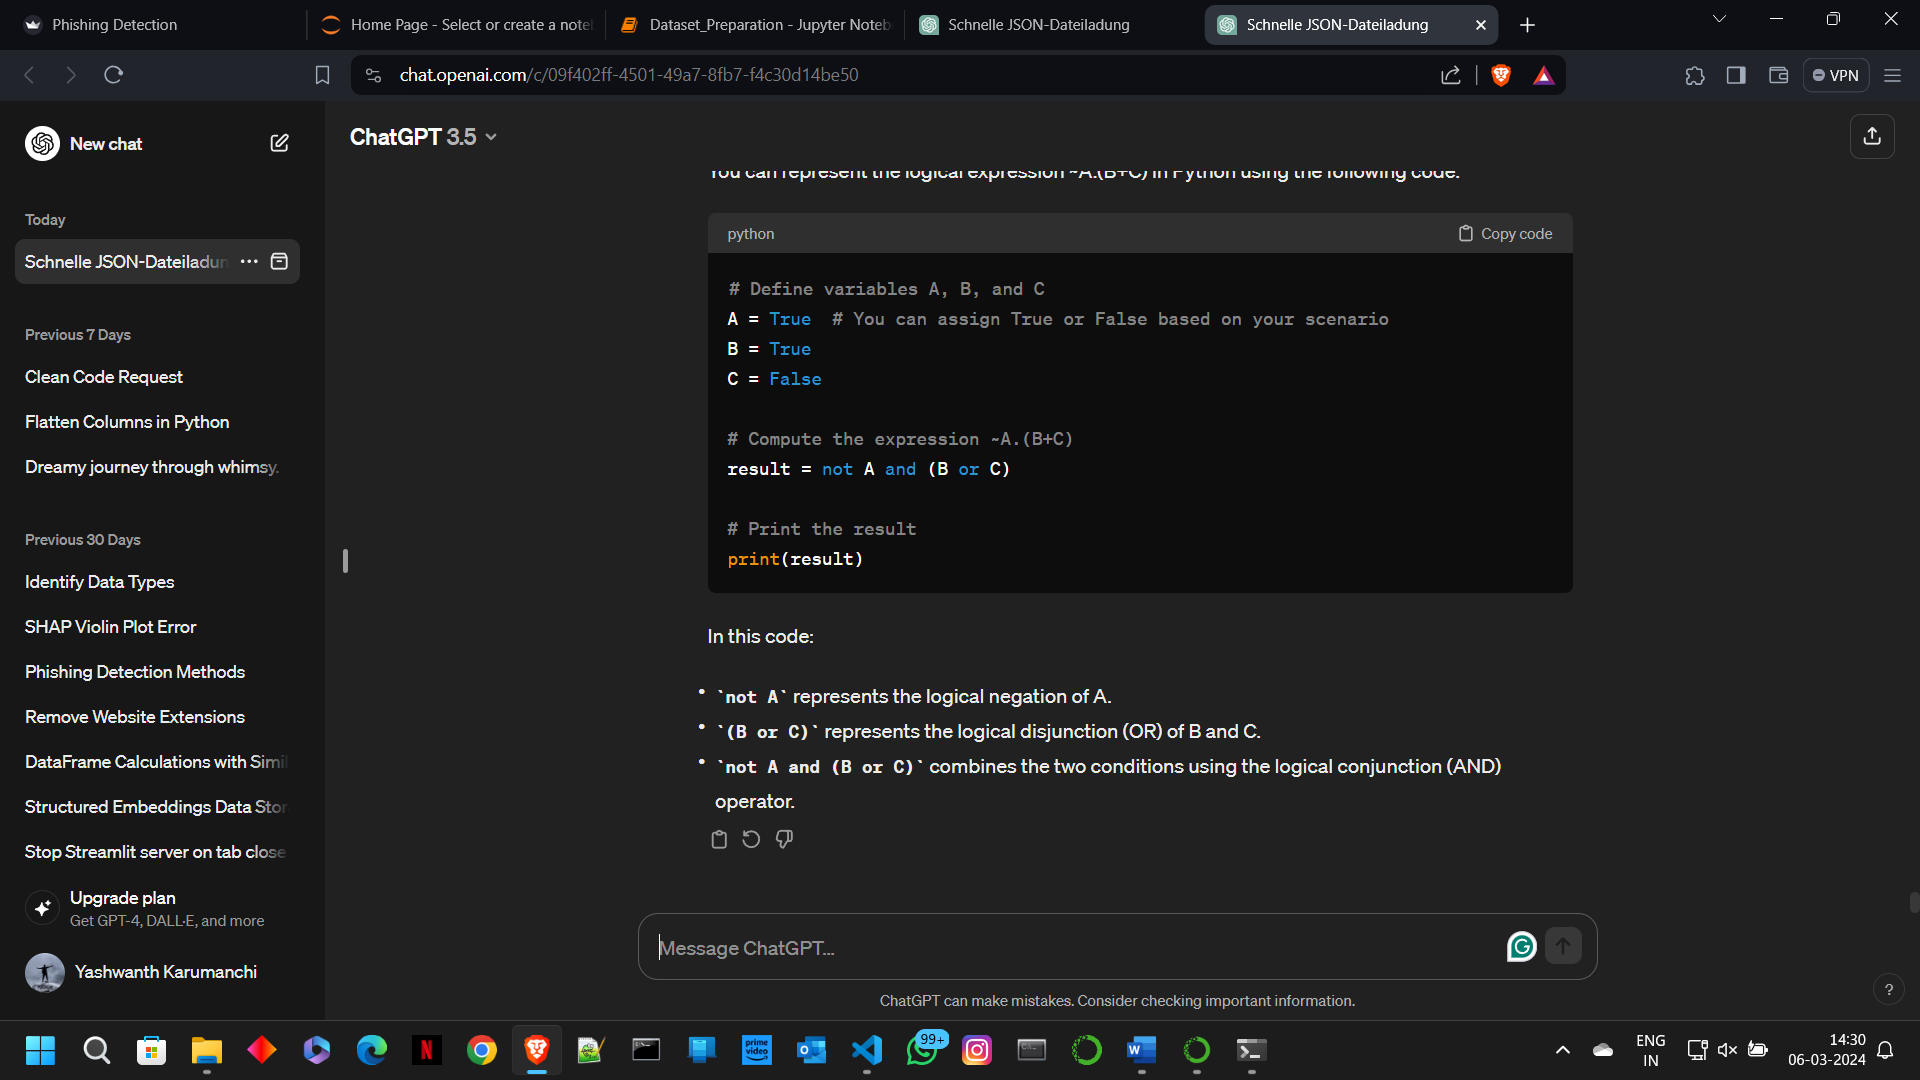 Phishing Detection
Home Page - Select or create a note
Dataset_Preparation - Jupyter Noteb
Schnelle JSON-Dateiladung
Schnelle JSON-Dateiladung
chat.openai.com/c/09f402ff-4501-49a7-8fb7-f4c30d14be50
VPN
New chat
Today
Schnelle JSON-Dateiladun
Previous 7 Days
Clean Code Request
Flatten Columns in Python
Dreamy journey through whimsy.
Previous 30 Days
Identify Data Types
SHAP Violin Plot Error
Phishing Detection Methods
Remove Website Extensions
DataFrame Calculations with Simil
Structured Embeddings Data Stor
Stop Streamlit server on tab close
Upgrade plan
Get GPT-4, DALL·E, and more
Yashwanth Karumanchi
ChatGPT 3.5
You can represent the logical expression ~A.(B+C) in Python using the following code:
python
Copy code
# Define variables A, B, and C
A = True  # You can assign True or False based on your scenario
B = True
C = False
# Compute the expression ~A.(B+C)
result = not A and (B or C)
# Print the result
print(result)
In this code:
• `not A` represents the logical negation of A.
• `(B or C)` represents the logical disjunction (OR) of B and C.
• `not A and (B or C)` combines the two conditions using the logical conjunction (AND)
operator.
Message ChatGPT...
ChatGPT can make mistakes. Consider checking important information.
?
prime video
99+
ENG
IN
14:30
06-03-2024